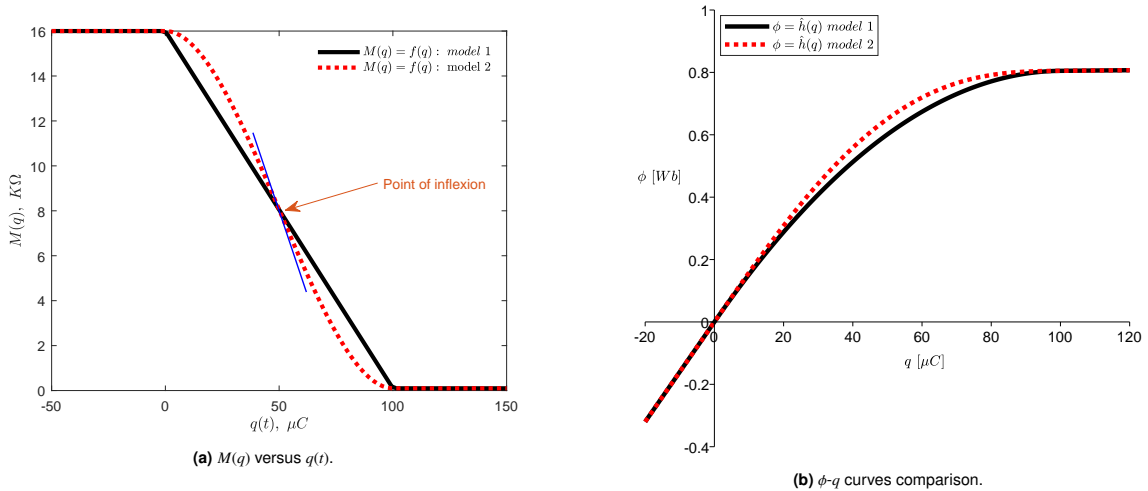 16
14
12
10
8
6
4
2
0
-50
0
50
100
150
M(q), KΩ
q(t), μC
M(q) = f(q) : model 1
M(q) = f(q) : model 2
Point of inflexion
(a) M(q) versus q(t).
1
0.8
0.6
0.4
0.2
0
-0.2
-0.4
-20
0
20
40
60
80
100
120
ϕ [Wb]
q [μC]
ϕ = ĥ(q) model 1
ϕ = ĥ(q) model 2
(b) ϕ-q curves comparison.